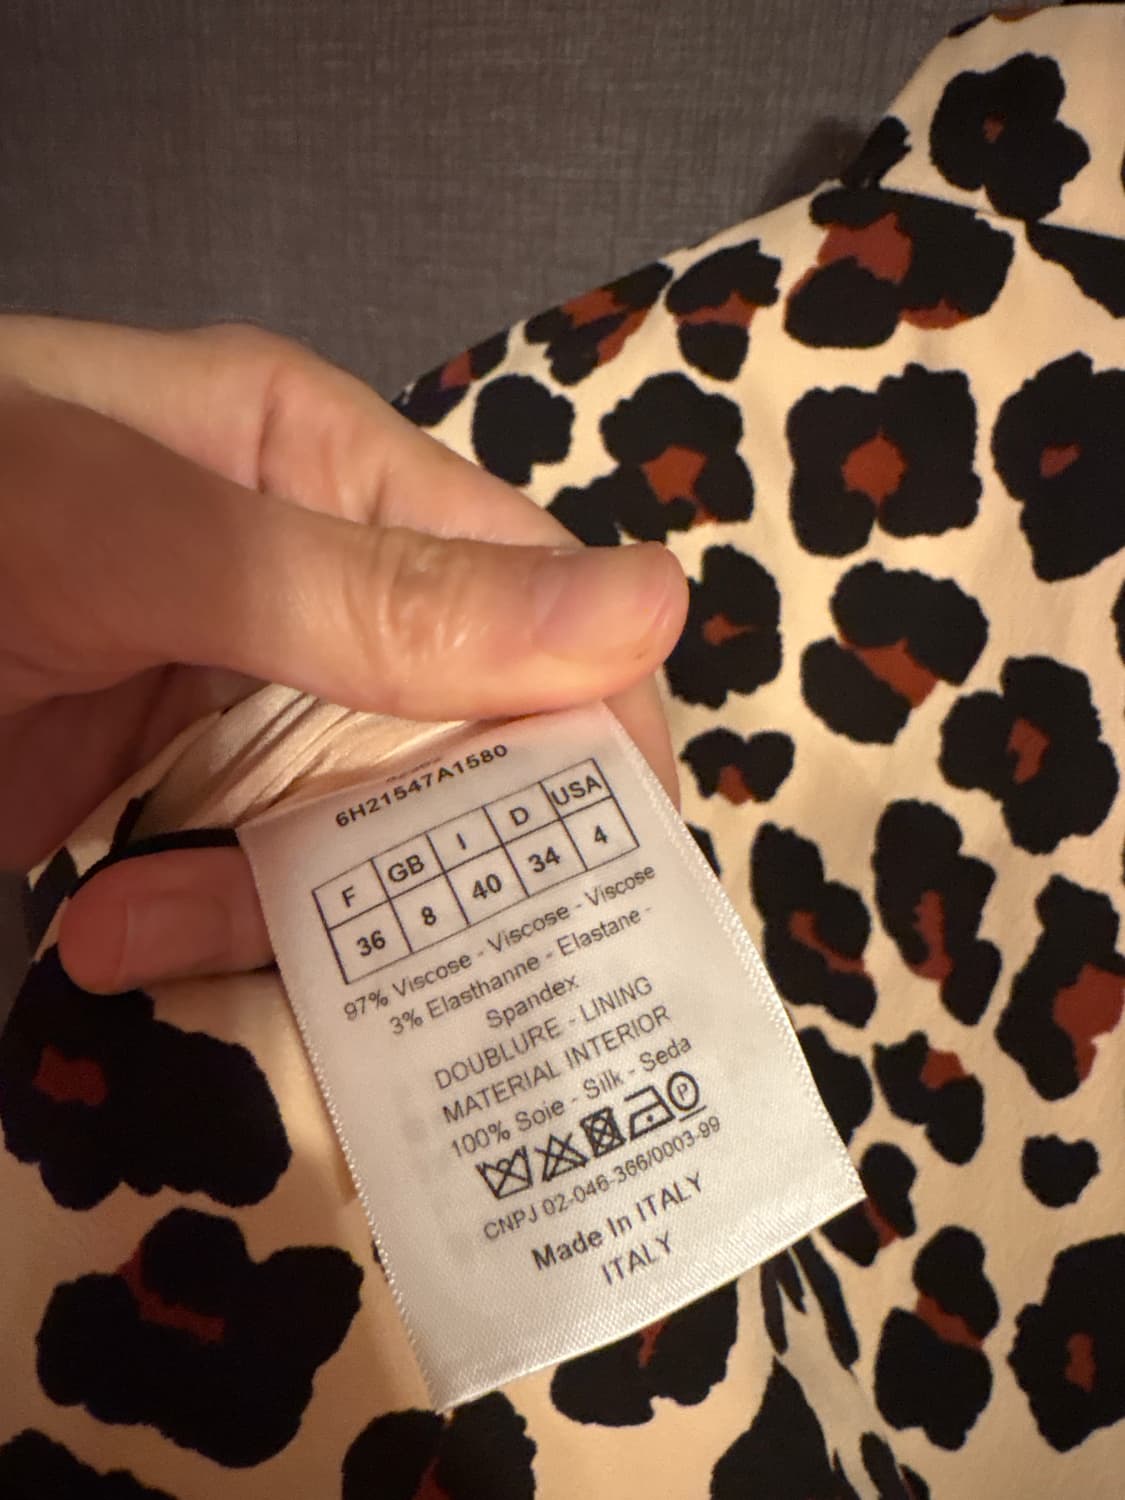 6H21547A1580
F GB I D USA
36 8 40 34 4
97% Viscose - Viscose - Viscose
3% Elasthanne - Elastane -
Spandex
DOUBLURE - LINING
MATERIAL INTERIOR
100% Soie - Silk - Seda
P
CNPJ 02-046-366/0003-99
Made In ITALY
ITALY